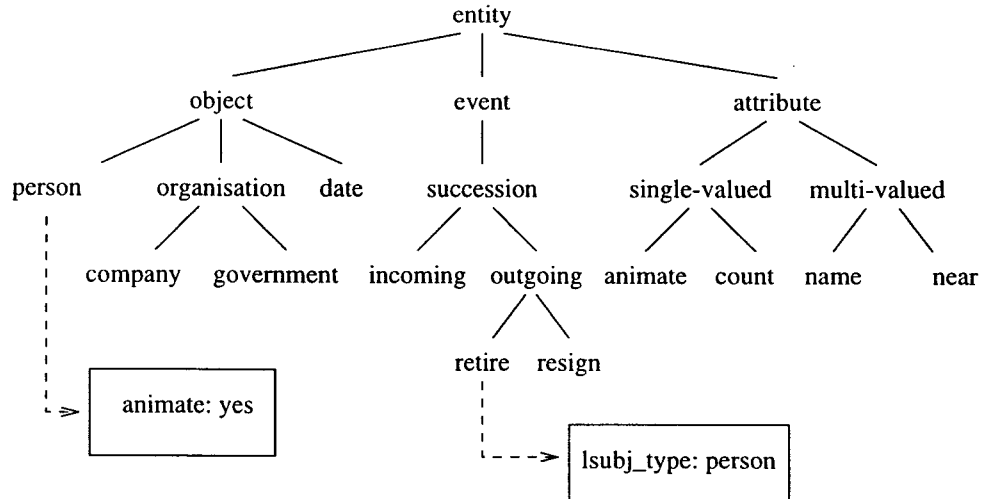 entity
object event attribute
person organisation date succession single-valued multi-valued
company government incoming outgoing animate count name near
retire resign
animate: yes
lsubj_type: person